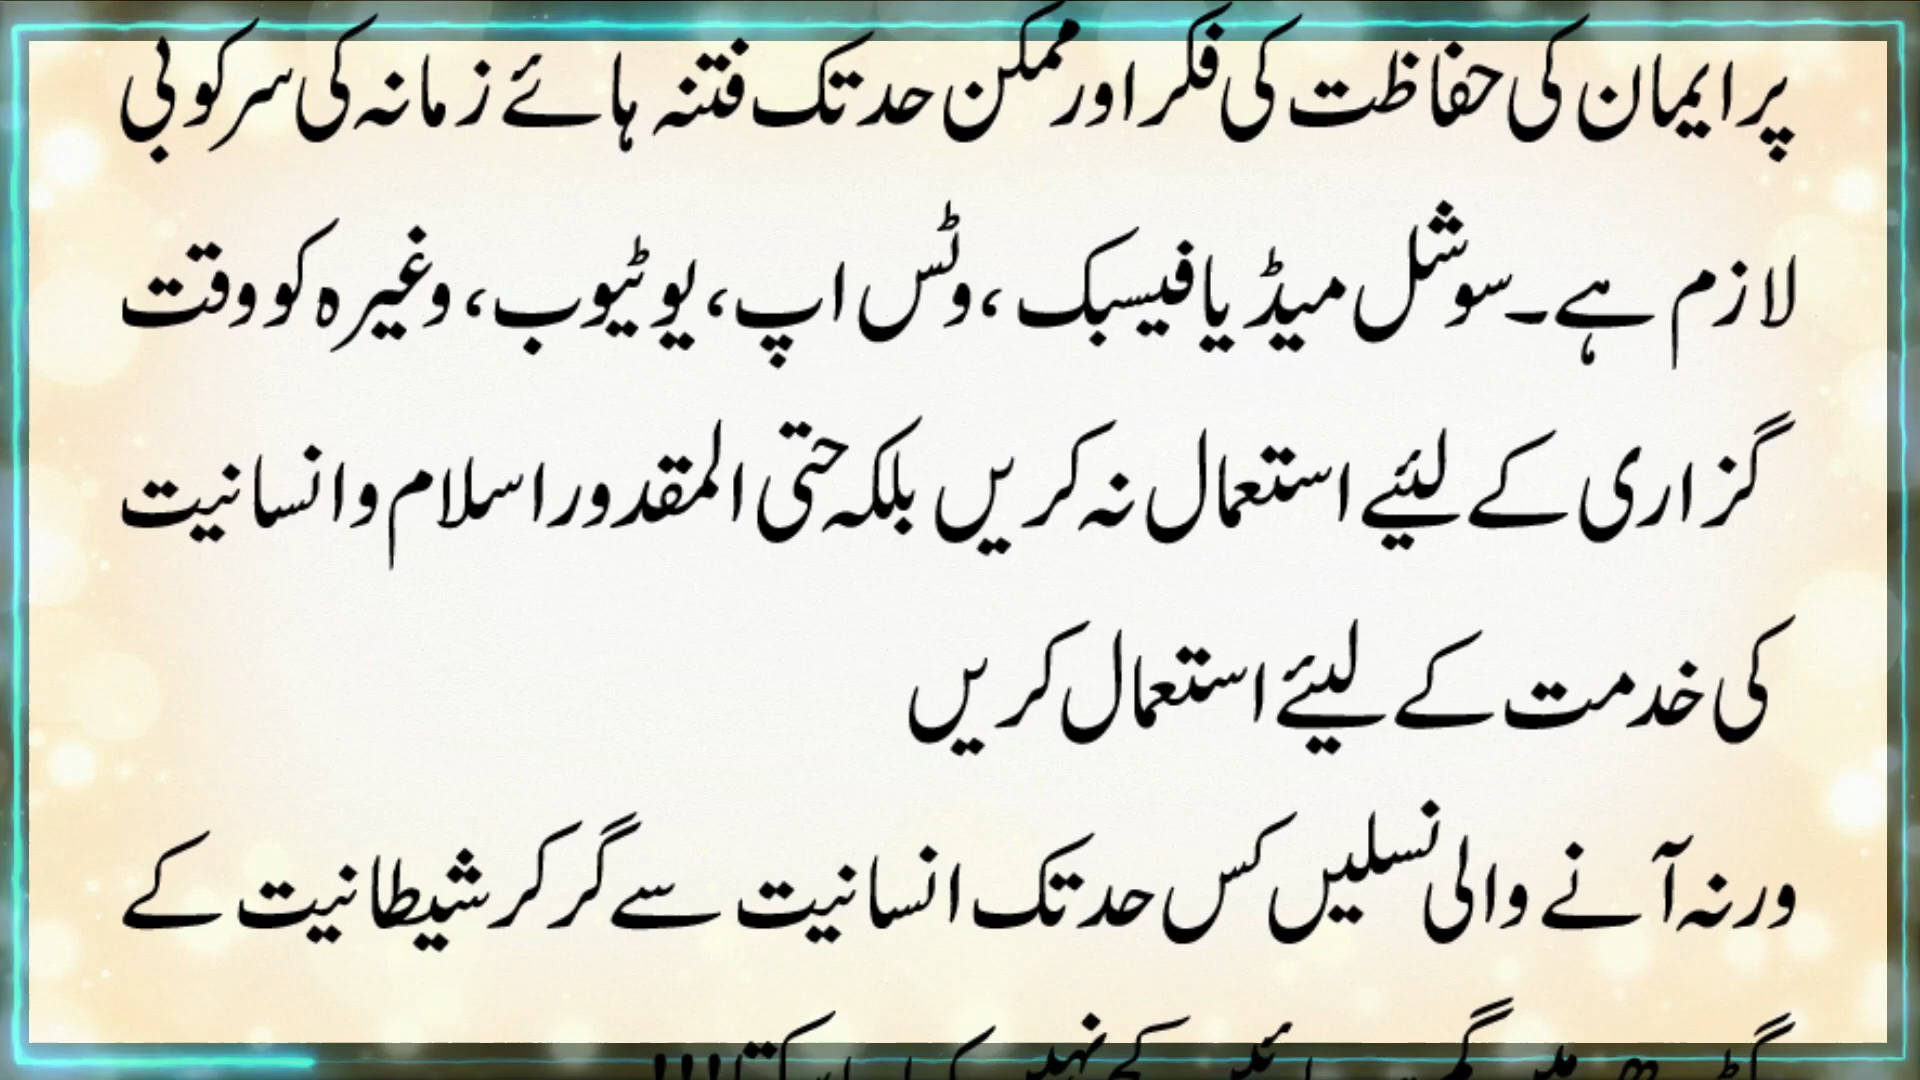 پر ایمان کی حفاظت کی فکر اور ممکن حد تک فتنہ ہائے زمانہ کی سرکوبی
لازم ہے۔ سوشل میڈیا فیسبک ، وٹس اپ، یوٹیوب، وغیرہ کو وقت
گزاری کے لئیے استعمال نہ کریں بلکہ حتی المقدور اسلام و انسانیت
کی خدمت کے لیئے استعمال کریں
ورنہ آنے والی نسلیں کس حد تک انسانیت سے گر کر شیطانیت کے